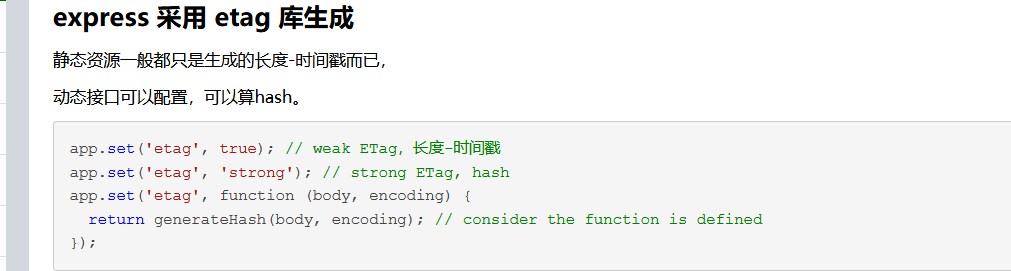 express 采用 etag 库生成
静态资源一般都只是生成的长度-时间戳而已，
动态接口可以配置，可以算hash。
app.set('etag', true); // weak ETag, 长度-时间戳
app.set('etag', 'strong'); // strong ETag, hash
app.set('etag', function (body, encoding) {
  return generateHash(body, encoding); // consider the function is defined
});